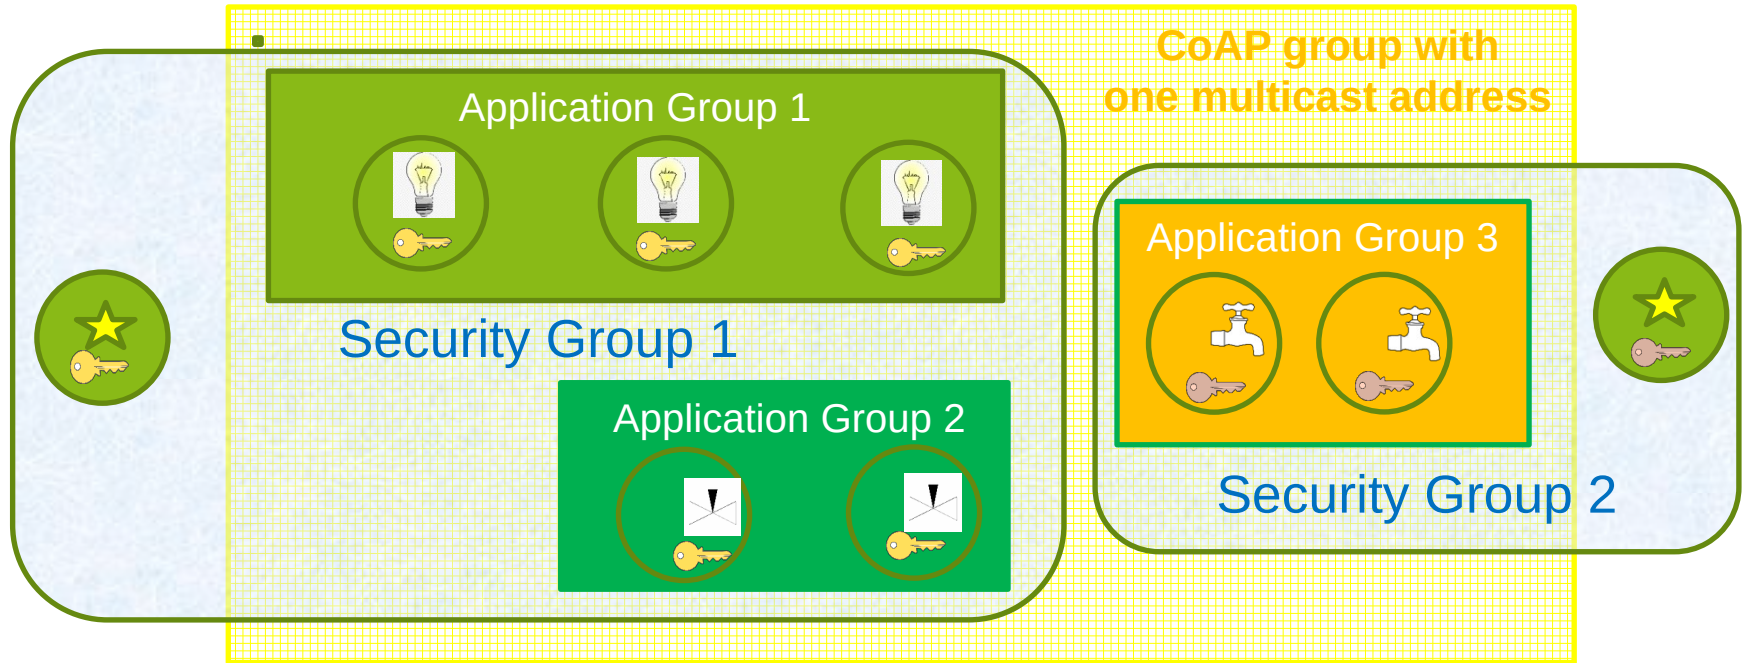 CoAP group with
one multicast address
Application Group 1
Security Group 1
Application Group 2
Application Group 3
Security Group 2